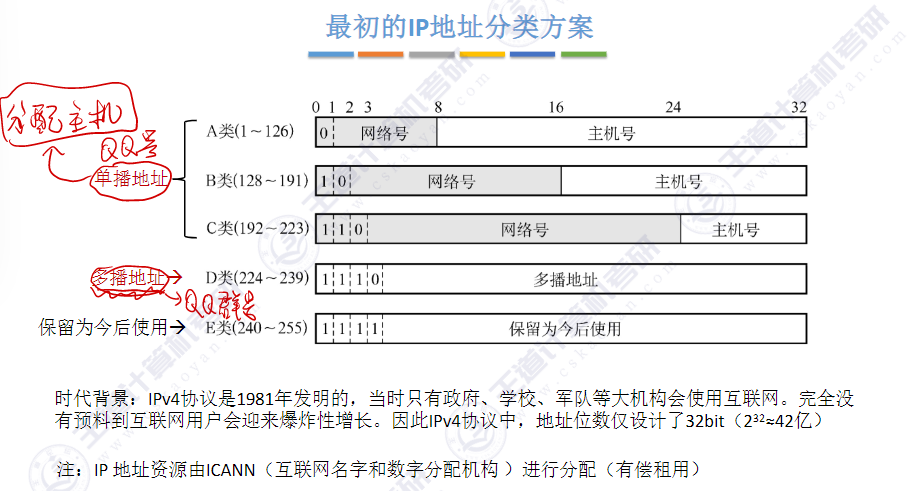 最初的IP地址分类方案
分配主机
QQ号
单播地址
0 1 2 3 8 16 24 32
A类(1~126) 0 网络号 主机号
B类(128~191) 1 0 网络号 主机号
C类(192~223) 1 1 0 网络号 主机号
多播地址→ D类(224~239) 1 1 1 0 多播地址
→QQ群号
保留为今后使用→ E类(240~255) 1 1 1 1 保留为今后使用
时代背景：IPv4协议是1981年发明的，当时只有政府、学校、军队等大机构会使用互联网。完全没
有预料到互联网用户会迎来爆炸性增长。因此IPv4协议中，地址位数仅设计了32bit（2³²≈42亿）
注：IP 地址资源由ICANN（互联网名字和数字分配机构 ）进行分配（有偿租用）
王道计算机考研
www.cskaoyan.com